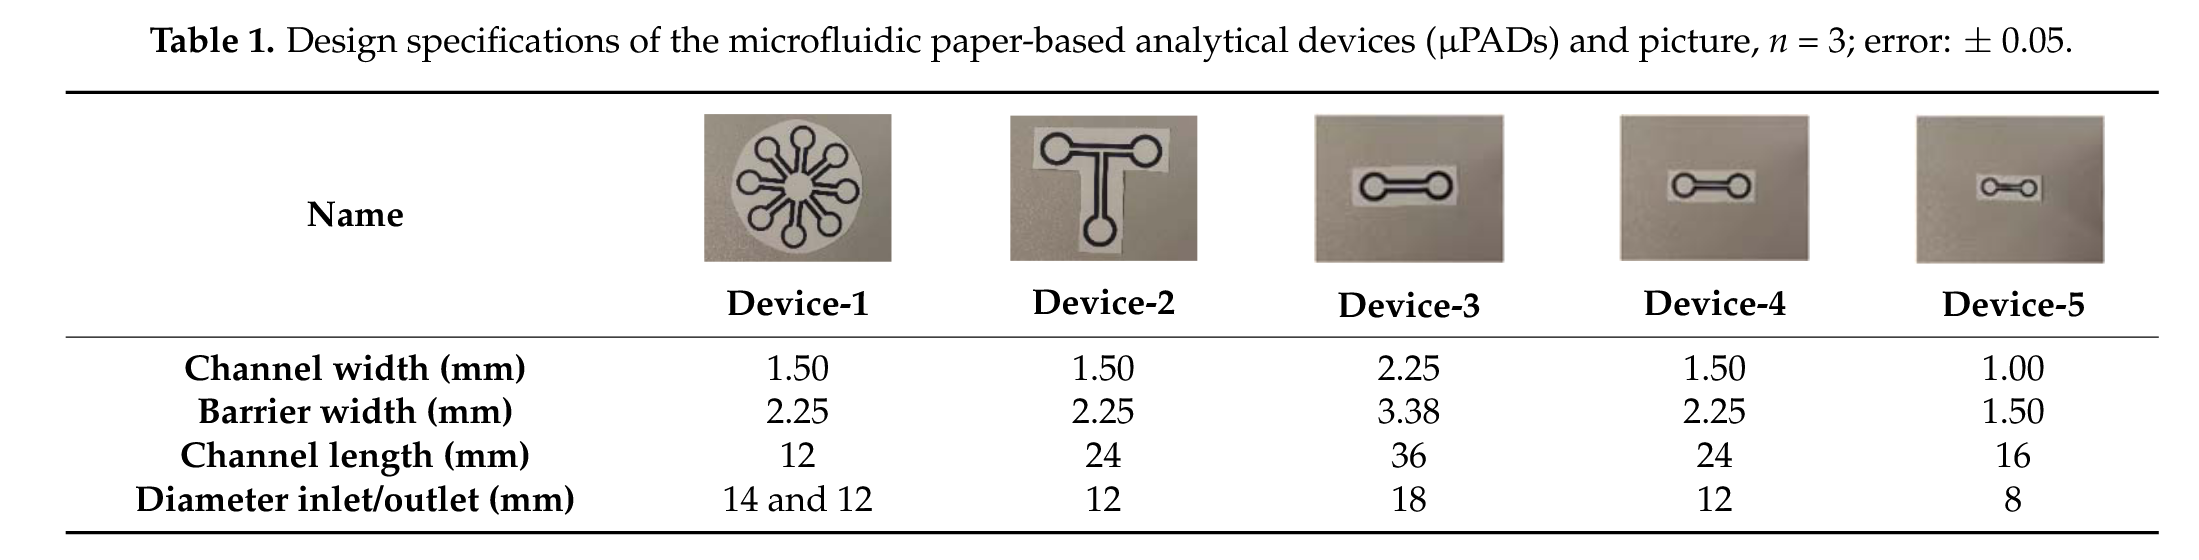 Table 1. Design specifications of the microfluidic paper-based analytical devices (µPADs) and picture, n = 3; error: ± 0.05.
Name
Device-1 Device-2 Device-3 Device-4 Device-5
Channel width (mm) 1.50 1.50 2.25 1.50 1.00
Barrier width (mm) 2.25 2.25 3.38 2.25 1.50
Channel length (mm) 12 24 36 24 16
Diameter inlet/outlet (mm) 14 and 12 12 18 12 8